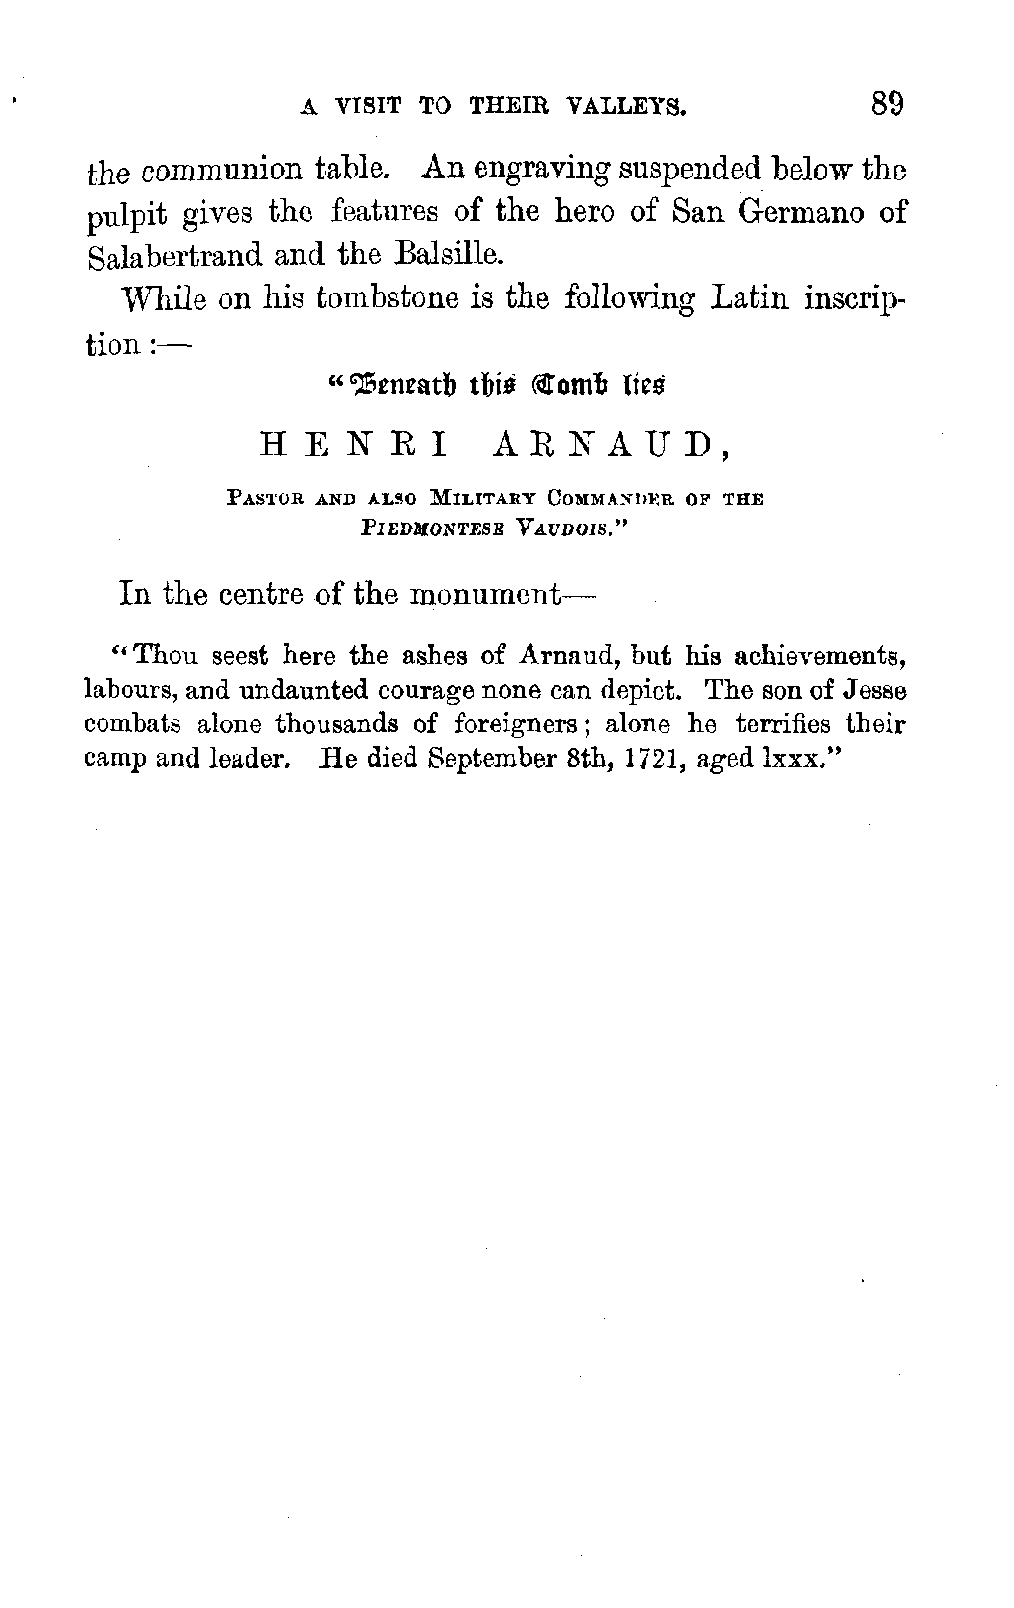 A VISIT TO THEIR VALLEYS. 89
the communion table. An engraving suspended below the
pulpit gives the features of the hero of San Germano of
Salabertrand and the Balsille.
While on his tombstone is the following Latin inscrip-
tion :—
"Beneath this Tomb lies
HENRI ARNAUD,
PASTOR AND ALSO MILITARY COMMANDER OF THE
PIEDMONTESE VAUDOIS."
In the centre of the monument—
"Thou seest here the ashes of Arnaud, but his achievements,
labours, and undaunted courage none can depict. The son of Jesse
combats alone thousands of foreigners; alone he terrifies their
camp and leader. He died September 8th, 1721, aged lxxx."